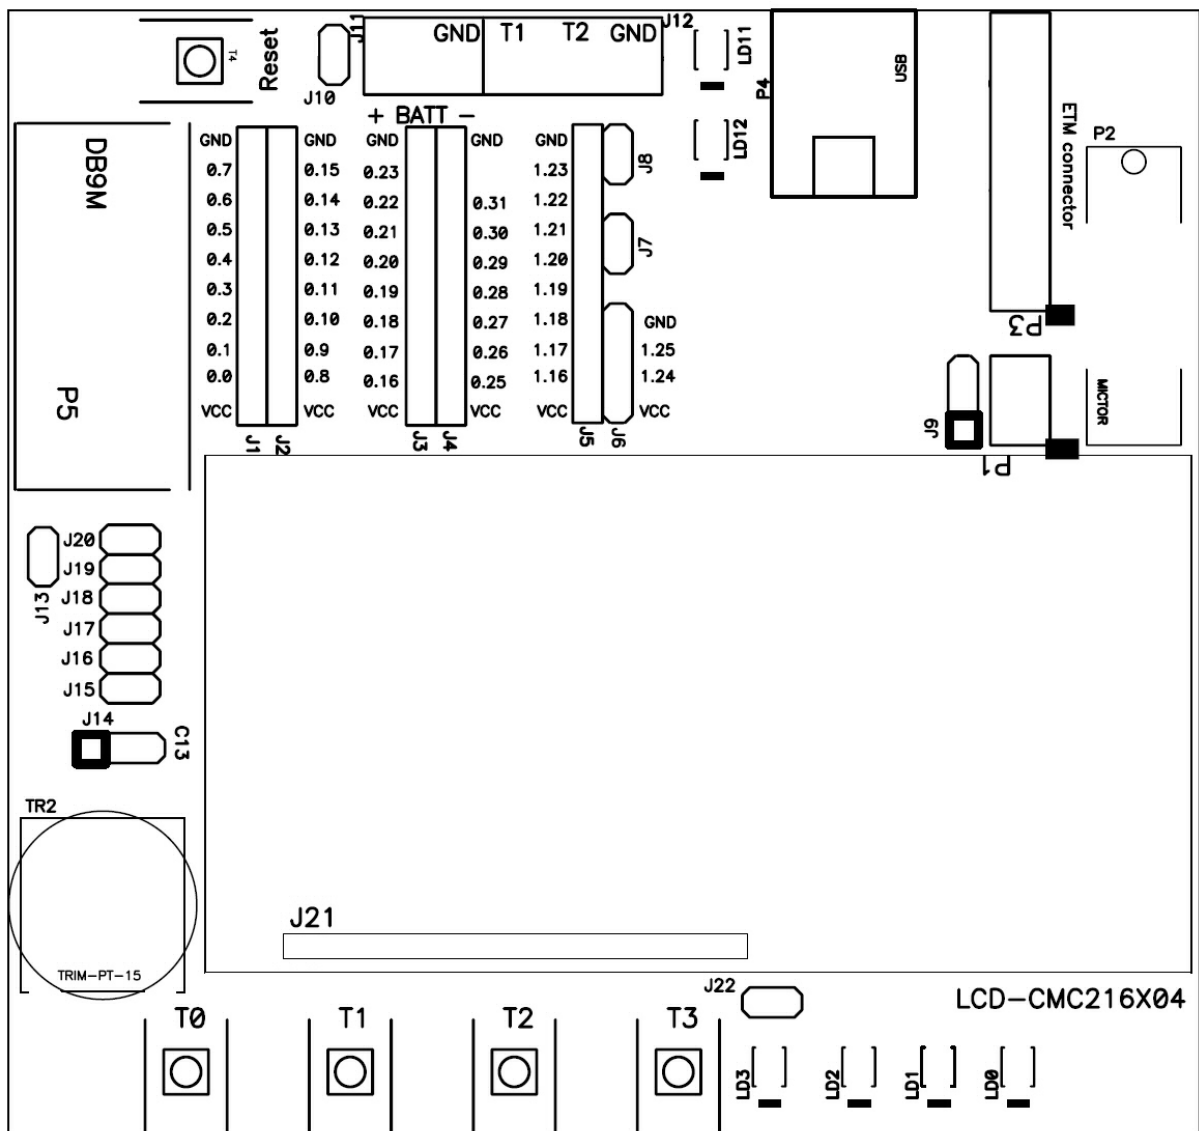 J11
GND T1 T2 GND
J12
LD11
T4
Reset
J10
P4
USB
+ BATT -
LD12
ETM connector
P2
DB9M
GND GND GND GND GND
J8
0.7 0.15 0.23 1.23
0.6 0.14 0.22 0.31 1.22
0.5 0.13 0.21 0.30 1.21
J7
0.4 0.12 0.20 0.29 1.20
0.3 0.11 0.19 0.28 1.19
0.2 0.10 0.18 0.27 1.18 GND
P3
0.1 0.9 0.17 0.26 1.17 1.25
0.0 0.8 0.16 0.25 1.16 1.24
P5
VCC VCC VCC VCC VCC VCC
MICTOR
J9
J1 J2 J3 J4 J5 J6
P1
J20
J19
J18
J13
J17
J16
J15
J14
C13
TR2
J21
TRIM-PT-15
J22
LCD-CMC216X04
T0 T1 T2 T3
LD3 LD2 LD1 LD0